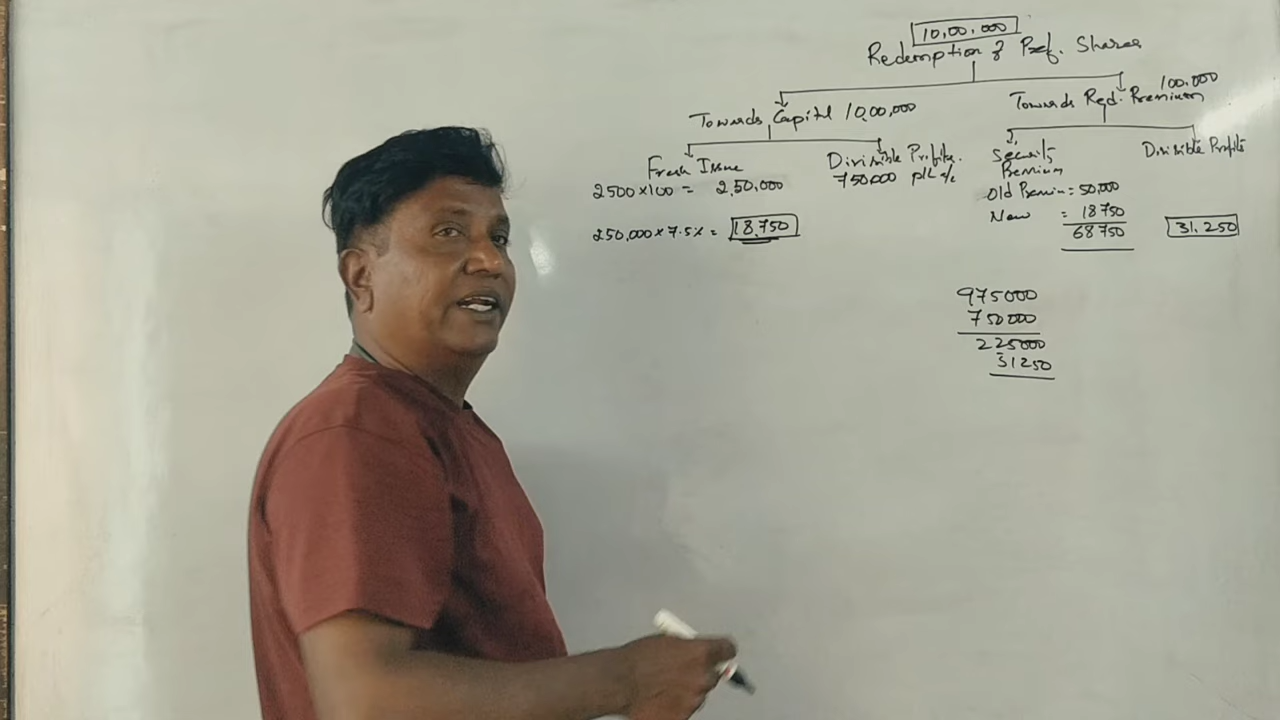 10,00,000
Redemption of Pref. Shares
Towards Capital 10,00,000
Towards Red. Premium 100,000
Fresh Issue
2500 x 100 = 2,50,000
250,000 x 7.5% = 18,750
Divisible Profits.
750000 p/L a/c
Security
Premium
Old Premium = 50,000
New = 18750
68750
Divisible Profits
31,250
975000
750000
225000
31250